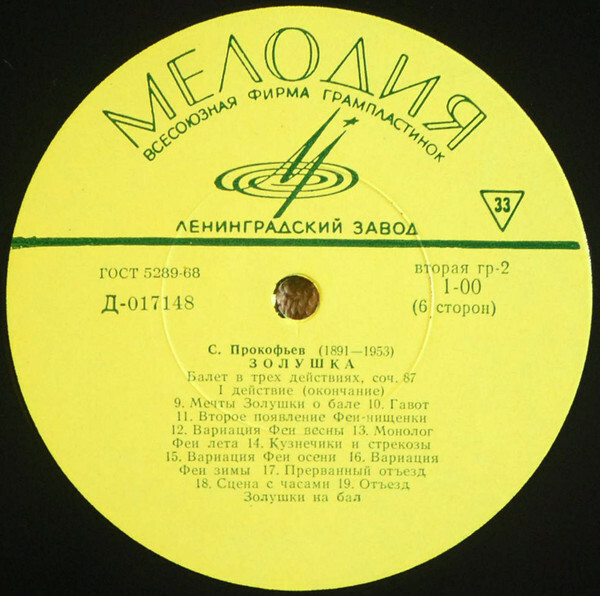 МЕЛОДИЯ
ВСЕСОЮЗНАЯ ФИРМА ГРАМПЛАСТИНОК
ЛЕНИНГРАДСКИЙ ЗАВОД
33
ГОСТ 5289-68
Д-017148
вторая гр-2
1-00
(6 сторон)
С. Прокофьев (1891—1953)
ЗОЛУШКА
Балет в трех действиях, соч. 87
I действие (окончание)
9. Мечты Золушки о бале 10. Гавот
11. Второе появление Феи-нищенки
12. Вариация Феи весны 13. Монолог
Феи лета 14. Кузнечики и стрекозы
15. Вариация Феи осени 16. Вариация
Феи зимы 17. Прерванный отъезд
18. Сцена с часами 19. Отъезд
Золушки на бал